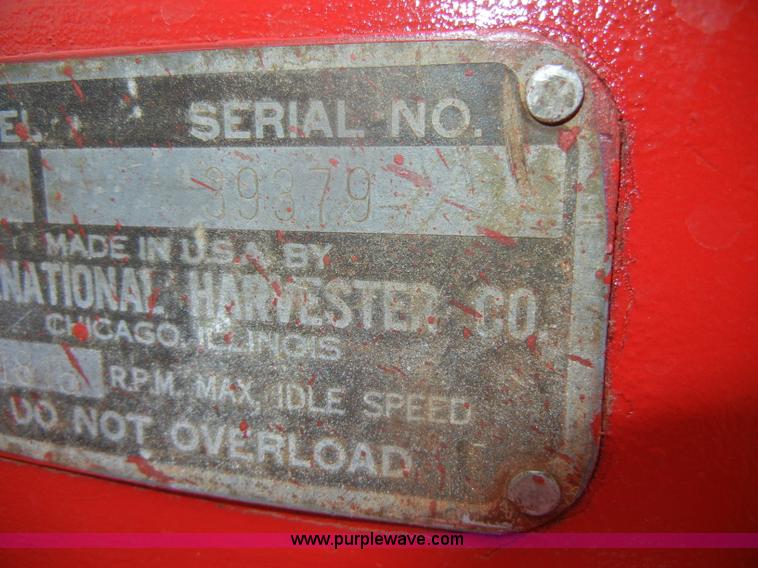 EL SERIAL NO.
39379
MADE IN U.S.A. BY
NATIONAL HARVESTER CO.
CHICAGO, ILLINOIS
R.P.M. MAX. IDLE SPEED
DO NOT OVERLOAD
www.purplewave.com